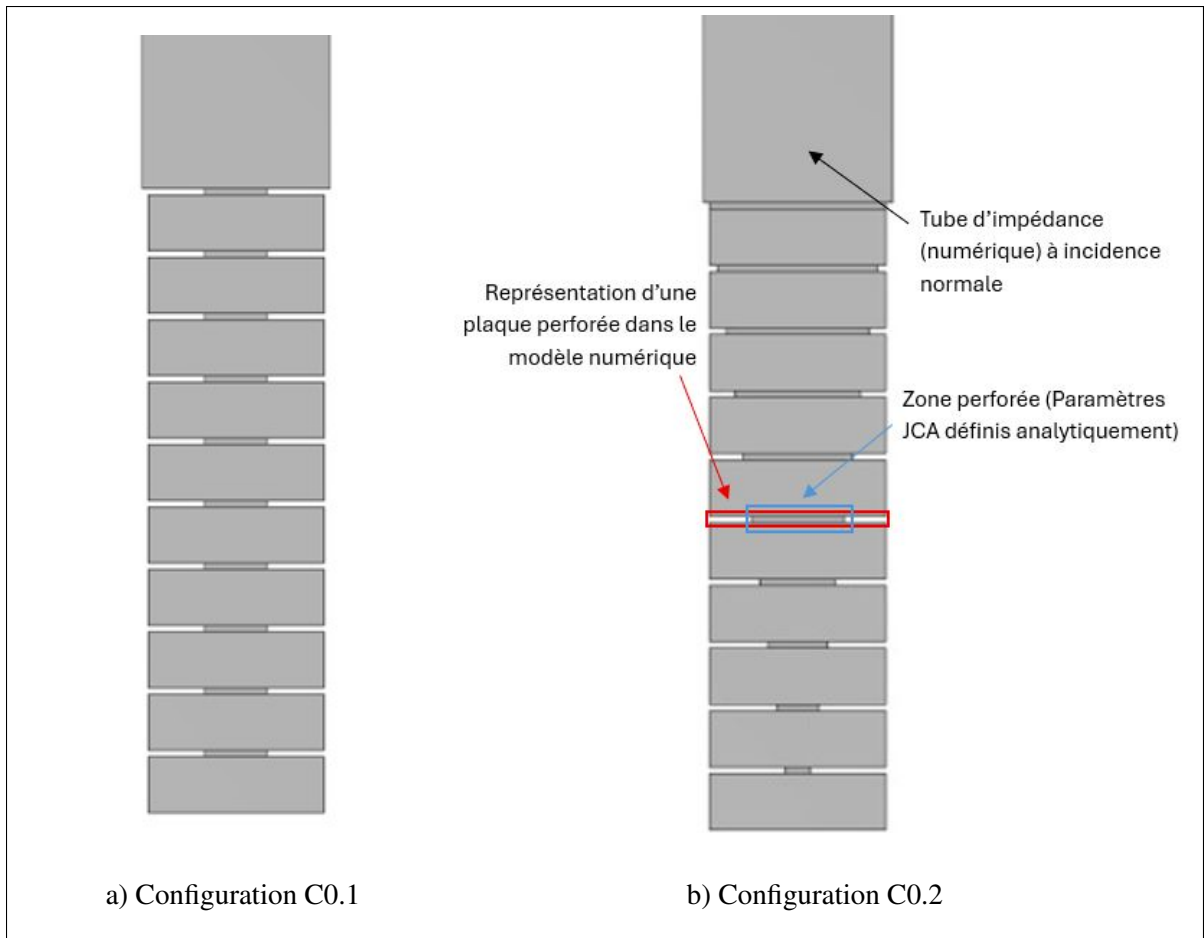 Tube d'impédance
(numérique) à incidence
normale
Représentation d'une
plaque perforée dans le
modèle numérique
Zone perforée (Paramètres
JCA définis analytiquement)
a) Configuration C0.1
b) Configuration C0.2